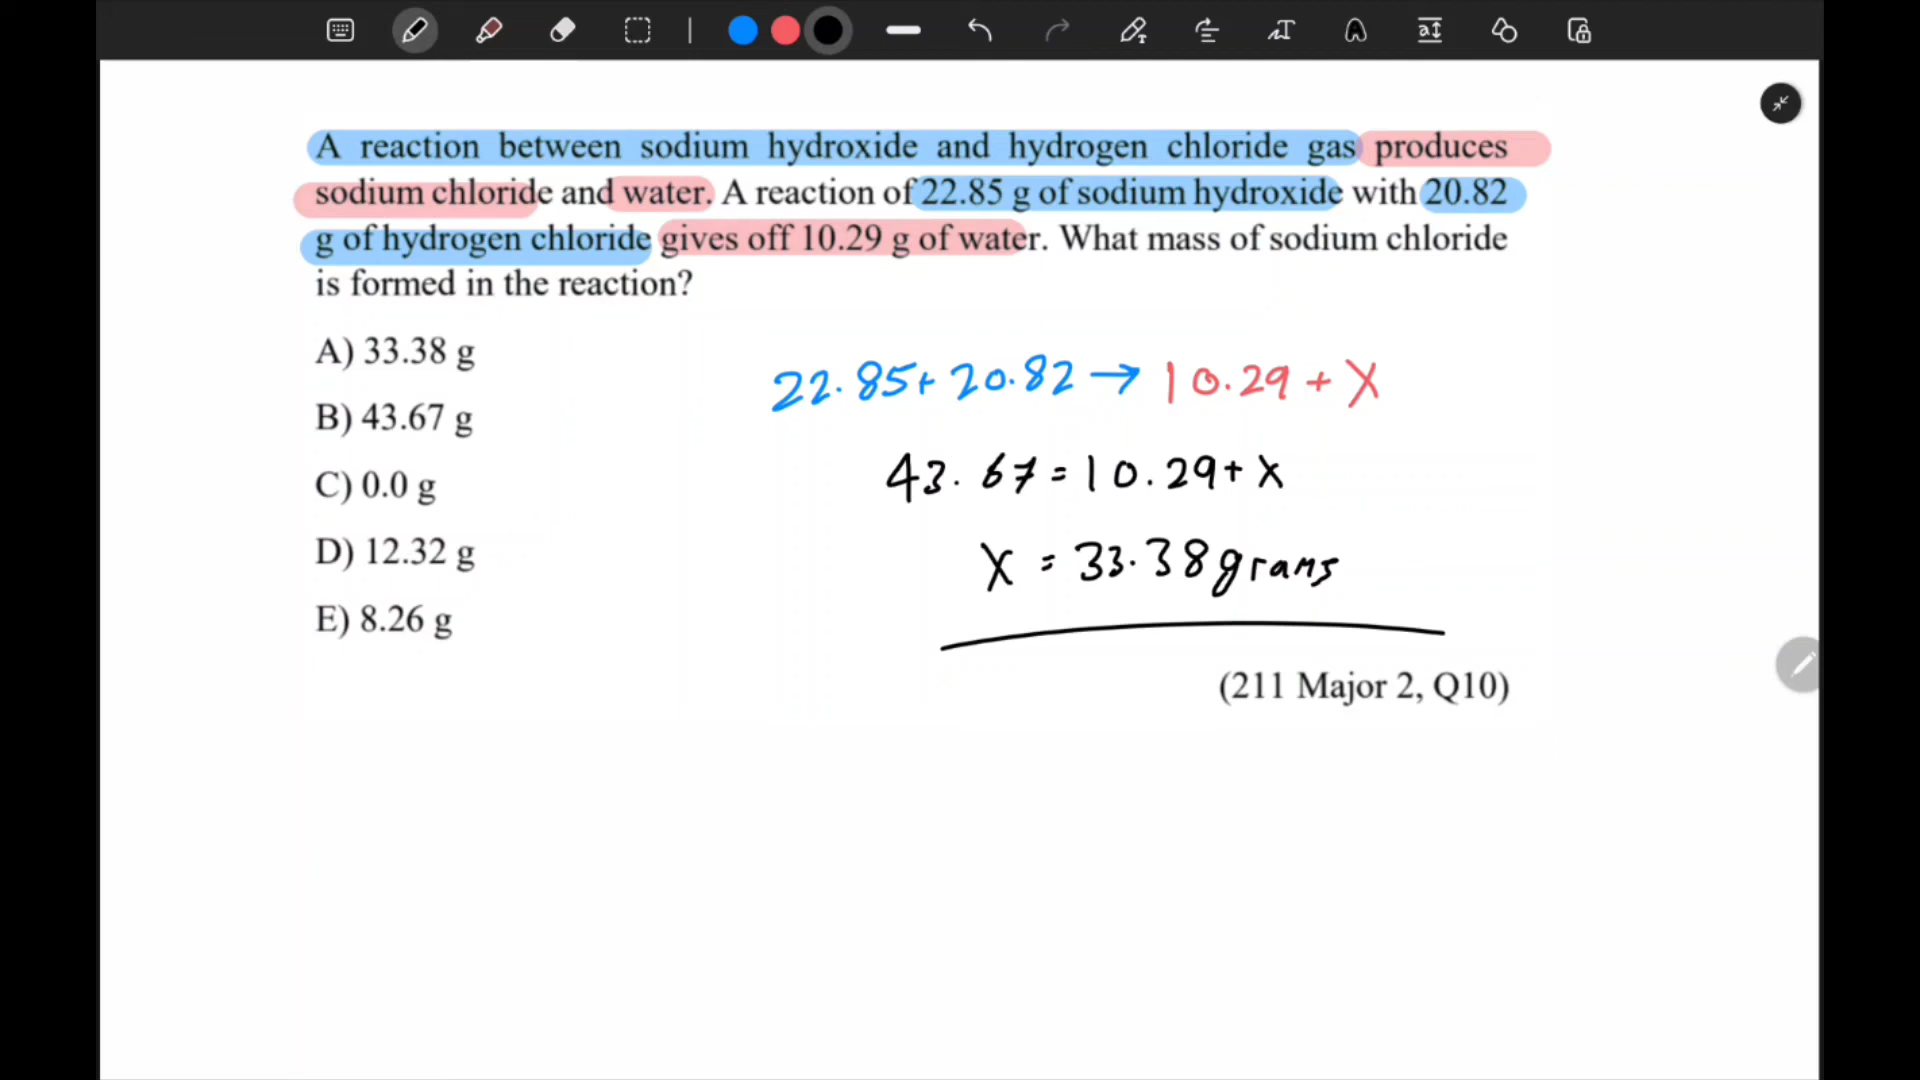 A reaction between sodium hydroxide and hydrogen chloride gas produces
sodium chloride and water. A reaction of 22.85 g of sodium hydroxide with 20.82
g of hydrogen chloride gives off 10.29 g of water. What mass of sodium chloride
is formed in the reaction?
A) 33.38 g
B) 43.67 g
C) 0.0 g
D) 12.32 g
E) 8.26 g
22.85+ 20.82 → 10.29 + X
43.67 = 10.29 + X
X = 33.38 grams
(211 Major 2, Q10)